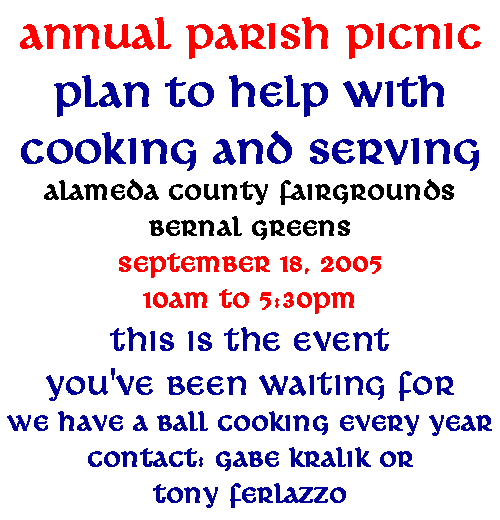 Annual Parish Picnic
Plan to help with
cooking and serving
Alameda County Fairgrounds
Bernal Greens
September 18, 2005
10am to 5:30pm
This is the event
you've been waiting for
We have a ball cooking every year
Contact: Gabe Kralik or
Tony Ferlazzo